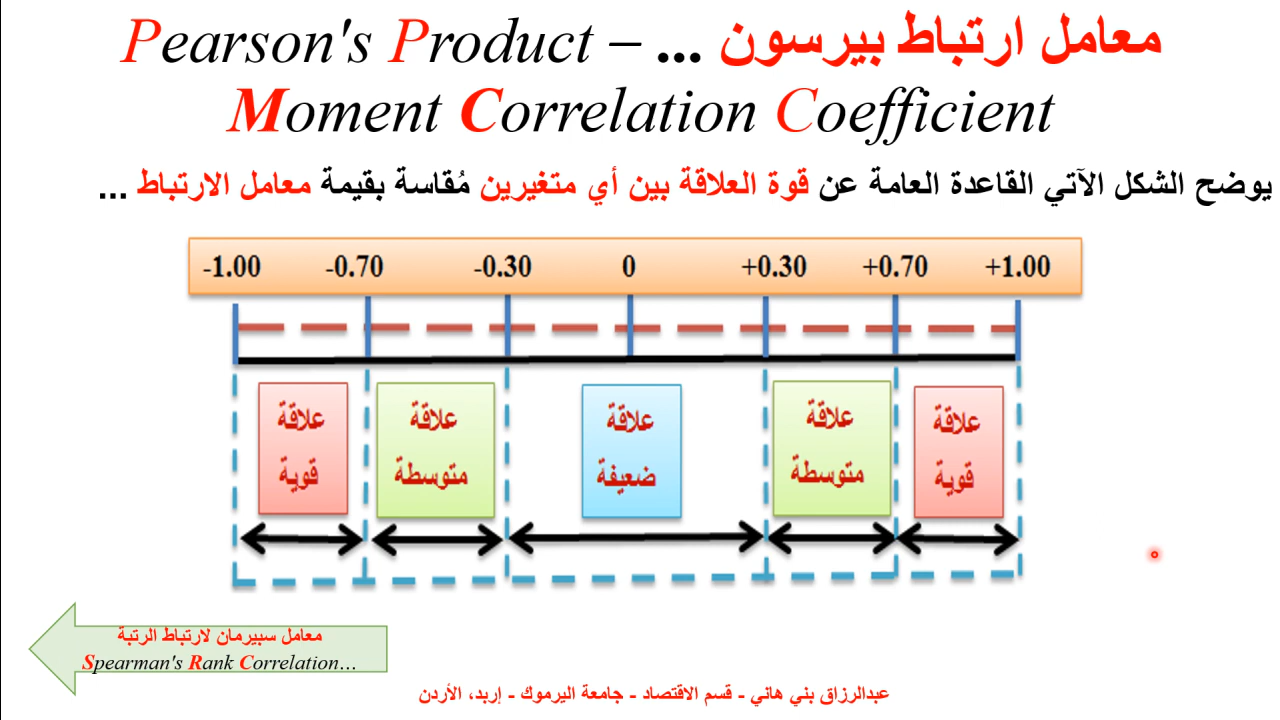 معامل ارتباط بيرسون ... – Pearson's Product
Moment Correlation Coefficient
يوضح الشكل الآتي القاعدة العامة عن قوة العلاقة بين أي متغيرين مُقاسة بقيمة معامل الارتباط ...
-1.00 -0.70 -0.30 0 +0.30 +0.70 +1.00
علاقة
قوية
علاقة
متوسطة
علاقة
ضعيفة
علاقة
متوسطة
علاقة
قوية
معامل سبيرمان لارتباط الرتبة
Spearman's Rank Correlation…
عبدالرزاق بني هاني - قسم الاقتصاد - جامعة اليرموك - إربد، الأردن